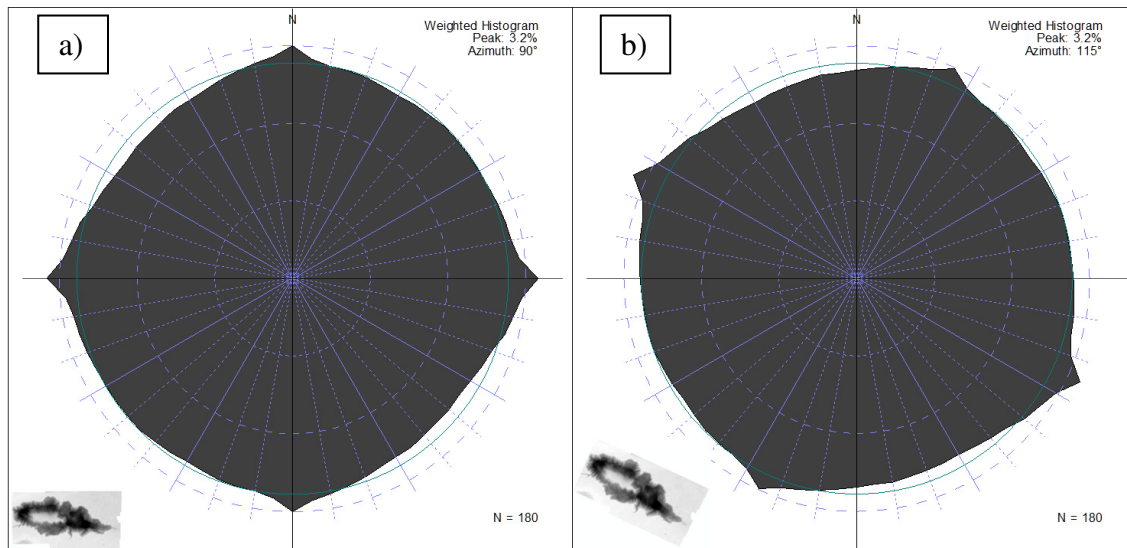 a)
N
Weighted Histogram
Peak: 3.2%
Azimuth: 90°
N = 180
b)
N
Weighted Histogram
Peak: 3.2%
Azimuth: 115°
N = 180